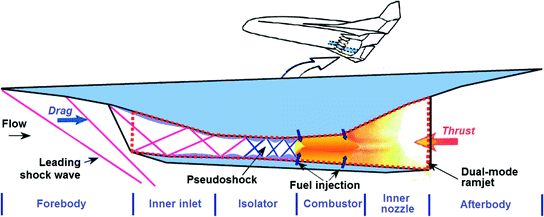 Drag
Flow
Leading
shock wave
Pseudoshock
Fuel injection
Thrust
Dual-mode
ramjet
Forebody
Inner inlet
Isolator
Combustor
Inner
nozzle
Afterbody